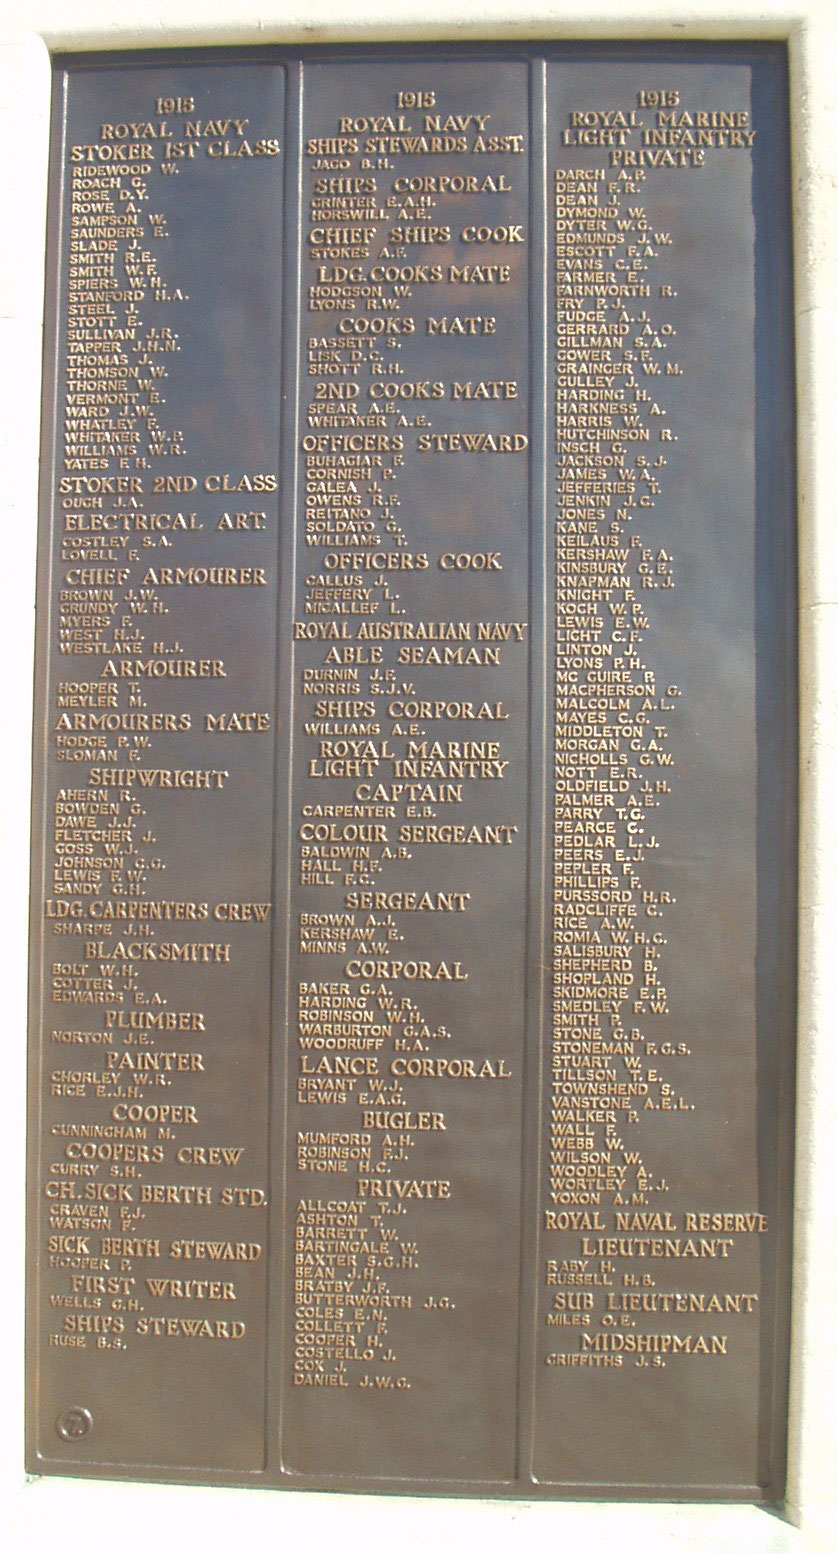 1915
ROYAL NAVY
STOKER 1ST CLASS
RIDEWOOD W.
ROACH G.
ROSE D.Y.
ROWE A.
SAMPSON W.
SAUNDERS E.
SLADE J.
SMITH R.E.
SMITH W.F.
SPIERS W.H.
STANFORD H.A.
STEEL J.
STOTT E.
SULLIVAN J.R.
TAPPER J.H.N.
THOMAS J.
THOMSON W.
THORNE W.
VERMONT E.
WARD J.W.
WHATLEY F.
WHITAKER W.P.
WILLIAMS W.R.
YATES F.H.
STOKER 2ND CLASS
OUGH J.A.
ELECTRICAL ART.
COSTLEY S.A.
LOVELL F.
CHIEF ARMOURER
BROWN J.W.
GRUNDY W.H.
MYERS F.
WEST H.J.
WESTLAKE H.J.
ARMOURER
HOOPER T.
MEYLER M.
ARMOURERS MATE
HODGE P.W.
SLOMAN F.
SHIPWRIGHT
AHERN R.
BOWDEN G.
DAWE J.J.
FLETCHER J.
GOSS W.J.
JOHNSON G.G.
LEWIS F.W.
SANDY G.H.
LDG. CARPENTERS CREW
SHARPE J.H.
BLACKSMITH
BOLT W.H.
COTTER J.
EDWARDS E.A.
PLUMBER
NORTON J.E.
PAINTER
CHORLEY W.R.
RICE E.J.H.
COOPER
CUNNINGHAM M.
COOPERS CREW
CURRY S.H.
CH. SICK BERTH STD.
CRAVEN F.J.
WATSON F.
SICK BERTH STEWARD
HOOPER P.
FIRST WRITER
WELLS G.H.
SHIPS STEWARD
RUSE B.S.
7.
1915
ROYAL NAVY
SHIPS STEWARDS ASST.
JAGO B.H.
SHIPS CORPORAL
GRINTER E.A.H.
HORSWILL A.E.
CHIEF SHIPS COOK
STOKES A.F.
LDG. COOKS MATE
HODGSON W.
LYONS R.W.
COOKS MATE
BASSETT S.
LISK D.C.
SHOTT R.H.
2ND COOKS MATE
SPEAR A.E.
WHITAKER A.E.
OFFICERS STEWARD
BUHAGIAR F.
CORNISH P.
GALEA J.
OWENS R.F.
REITANO J.
SOLDATO G.
WILLIAMS T.
OFFICERS COOK
CALLUS J.
JEFFERY L.
MICALLEF L.
ROYAL AUSTRALIAN NAVY
ABLE SEAMAN
DURNIN J.F.
NORRIS S.J.V.
SHIPS CORPORAL
WILLIAMS A.E.
ROYAL MARINE
LIGHT INFANTRY
CAPTAIN
CARPENTER E.B.
COLOUR SERGEANT
BALDWIN A.B.
HALL H.F.
HILL F.C.
SERGEANT
BROWN A.J.
KERSHAW E.
MINNS A.W.
CORPORAL
BAKER G.A.
HARDING W.R.
ROBINSON W.H.
WARBURTON G.A.S.
WOODRUFF H.A.
LANCE CORPORAL
BRYANT W.J.
LEWIS E.A.G.
BUGLER
MUMFORD A.H.
ROBINSON F.J.
STONE H.C.
PRIVATE
ALLCOAT T.J.
ASHTON T.
BARRETT W.
BARTINGALE W.
BAXTER S.G.H.
BEAN J.H.
BRATBY J.F.
BUTTERWORTH J.G.
COLES E.N.
COLLETT F.
COOPER H.
COSTELLO J.
COX J.
DANIEL J.W.C.
1915
ROYAL MARINE
LIGHT INFANTRY
PRIVATE
DARCH A.P.
DEAN F.R.
DEAN J.
DYMOND W.
DYTER W.G.
EDMUNDS J.W.
ESCOTT F.A.
EVANS C.E.
FARMER E.
FARNWORTH R.
FRY P.J.
FUDGE A.J.
GERRARD A.O.
GILLMAN S.A.
GOWER S.F.
GRAINGER W.M.
GULLEY J.
HARDING H.
HARKNESS A.
HARRIS W.
HUTCHINSON R.
INSCH G.
JACKSON S.J.
JAMES W.A.
JEFFERIES T.
JENKIN J.C.
JONES N.
KANE S.
KEILAUS F.
KERSHAW F.A.
KINSBURY G.E.
KNAPMAN R.J.
KNIGHT F.
KOCH W.P.
LEWIS E.W.
LIGHT C.F.
LINTON J.
LYONS P.H.
MC GUIRE P.
MACPHERSON G.
MALCOLM A.L.
MAYES C.G.
MIDDLETON T.
MORGAN G.A.
NICHOLLS G.W.
NOTT E.R.
OLDFIELD J.H.
PALMER A.E.
PARRY T.G.
PEARCE C.
PEDLAR L.J.
PEERS E.J.
PEPLER F.
PHILLIPS F.
PURSSORD H.R.
RADCLIFFE G.
RICE A.W.
ROMIA W.H.C.
SALISBURY H.
SHEPHERD B.
SHOPLAND H.
SKIDMORE E.P.
SMEDLEY F.W.
SMITH P.
STONE G.B.
STONEMAN F.G.S.
STUART W.
TILLSON T.E.
TOWNSHEND S.
VANSTONE A.E.L.
WALKER P.
WALL F.
WEBB W.
WILSON W.
WOODLEY A.
WORTLEY E.J.
YOXON A.M.
ROYAL NAVAL RESERVE
LIEUTENANT
RABY H.
RUSSELL H.B.
SUB LIEUTENANT
MILES O.E.
MIDSHIPMAN
GRIFFITHS J.S.